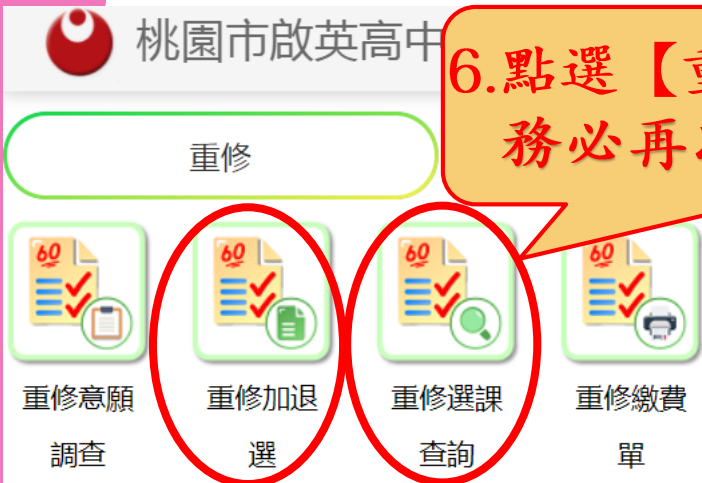 桃園市啟英高中
6.點選【重
務必再
重修
60
60
60
60
重修意願
調查
重修加退
選
重修選課
查詢
重修繳費
單